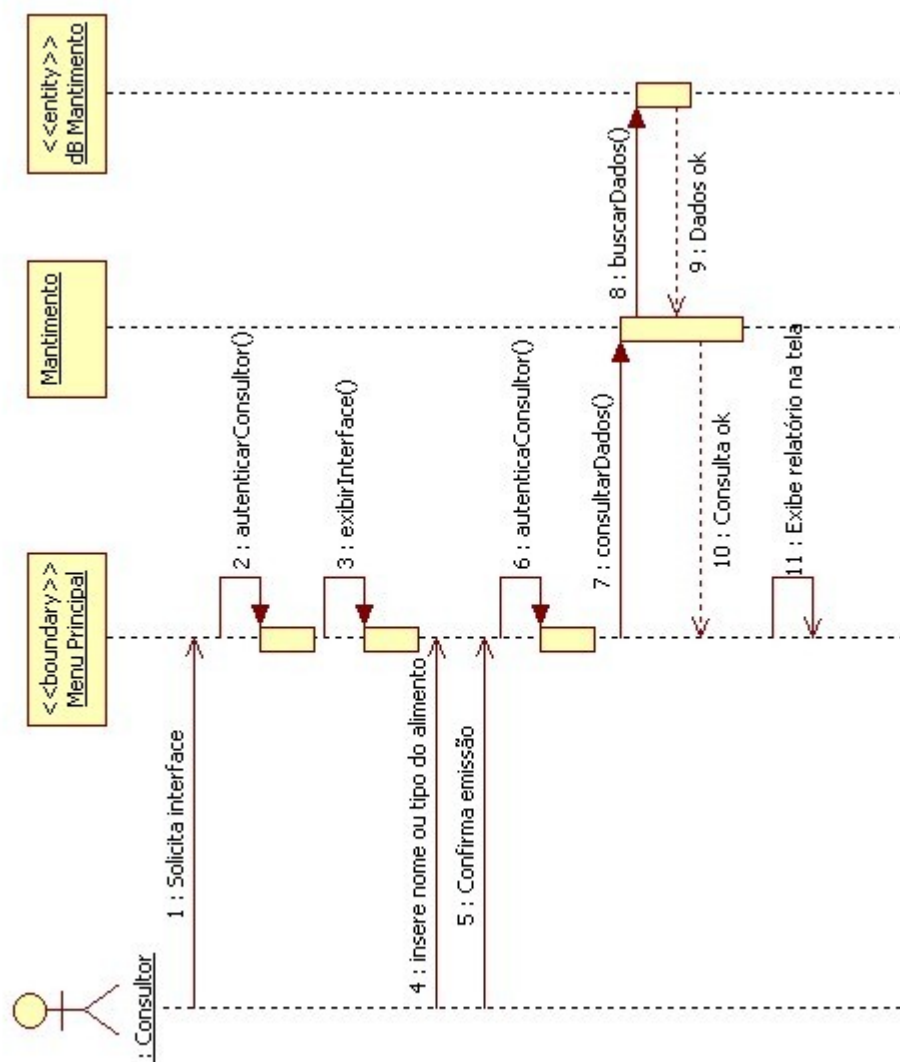 : Consultor
<<boundary>>
Menu Principal
Mantimento
<<entity>>
dB Mantimento
1 : Solicita interface
2 : autenticarConsultor()
3 : exibirInterface()
4 : insere nome ou tipo do alimento
5 : Confirma emissão
6 : autenticaConsultor()
7 : consultarDados()
8 : buscarDados()
9 : Dados ok
10 : Consulta ok
11 : Exibe relatório na tela